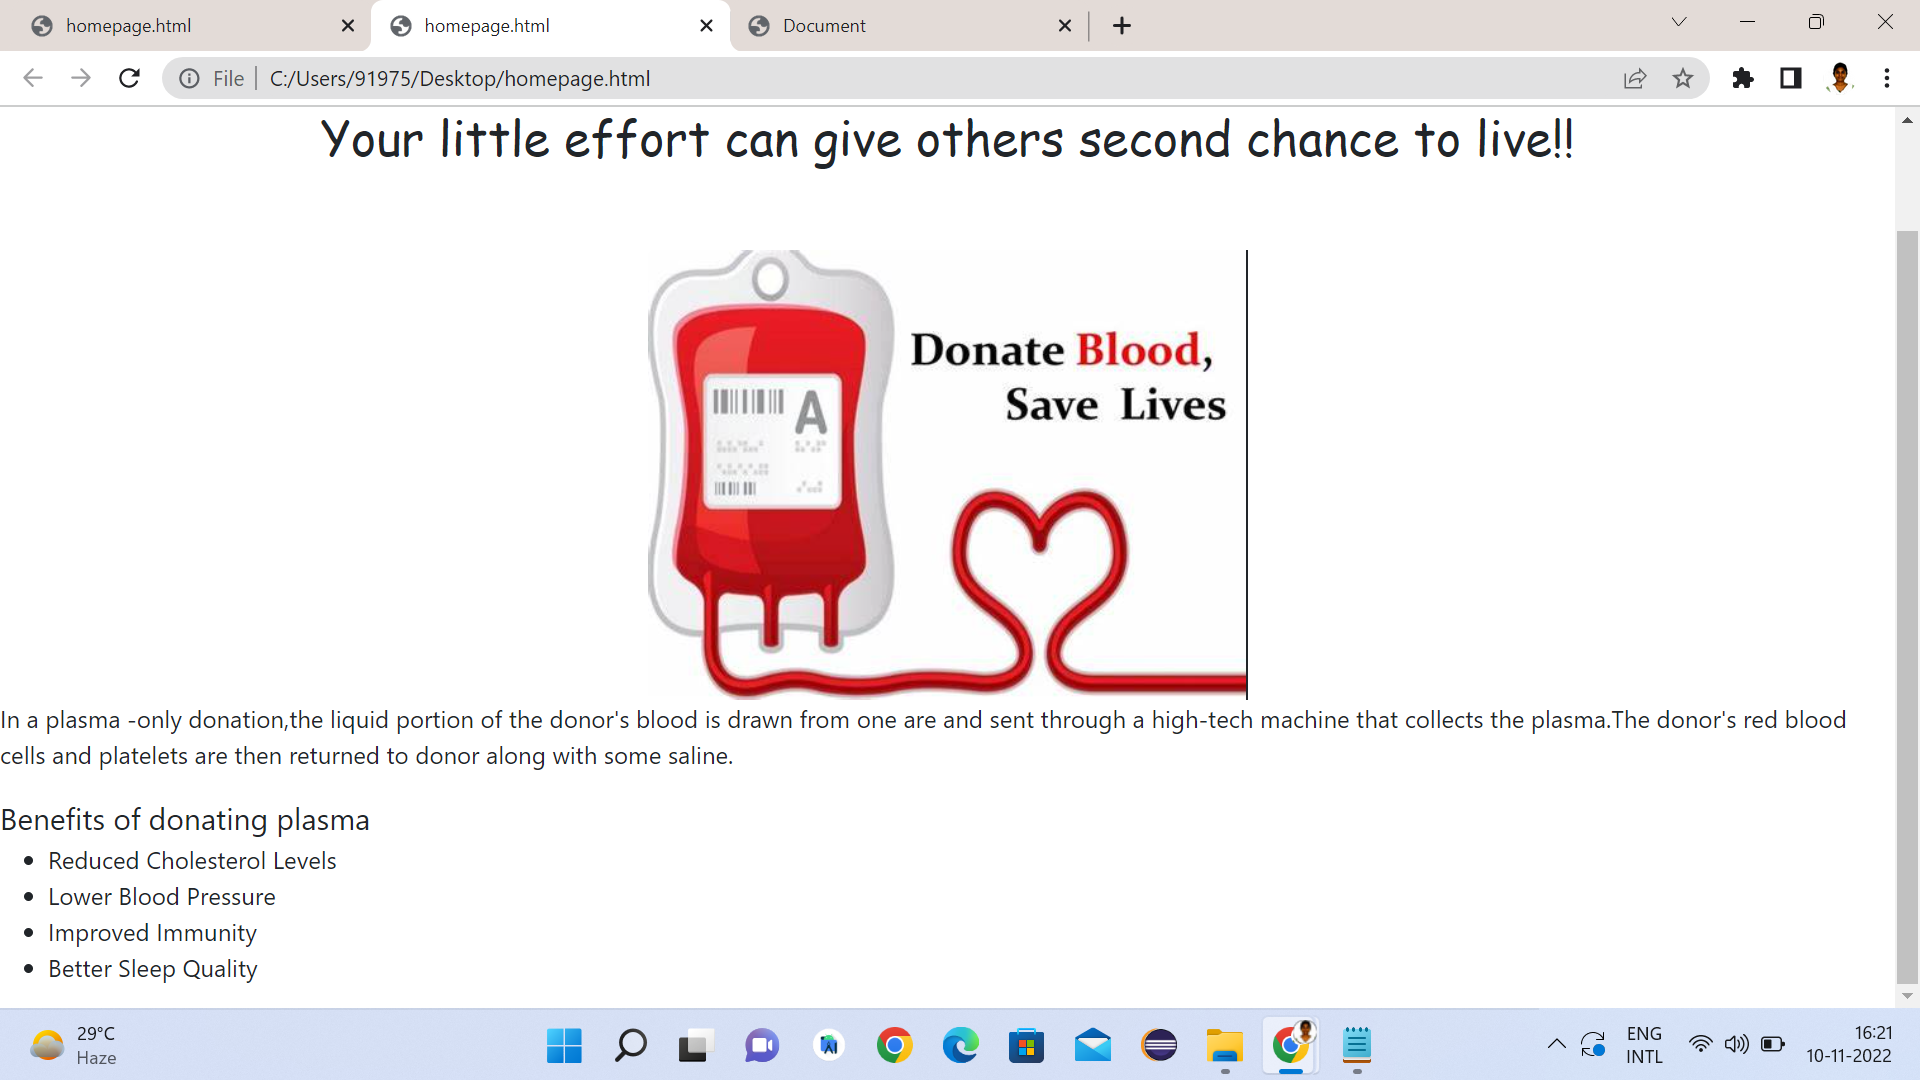 homepage.html
homepage.html
Document
File
C:/Users/91975/Desktop/homepage.html
Your little effort can give others second chance to live!!
Donate Blood,
Save Lives
A
In a plasma -only donation,the liquid portion of the donor's blood is drawn from one are and sent through a high-tech machine that collects the plasma.The donor's red blood
cells and platelets are then returned to donor along with some saline.
Benefits of donating plasma
Reduced Cholesterol Levels
Lower Blood Pressure
Improved Immunity
Better Sleep Quality
29°C
Haze
ENG
INTL
16:21
10-11-2022